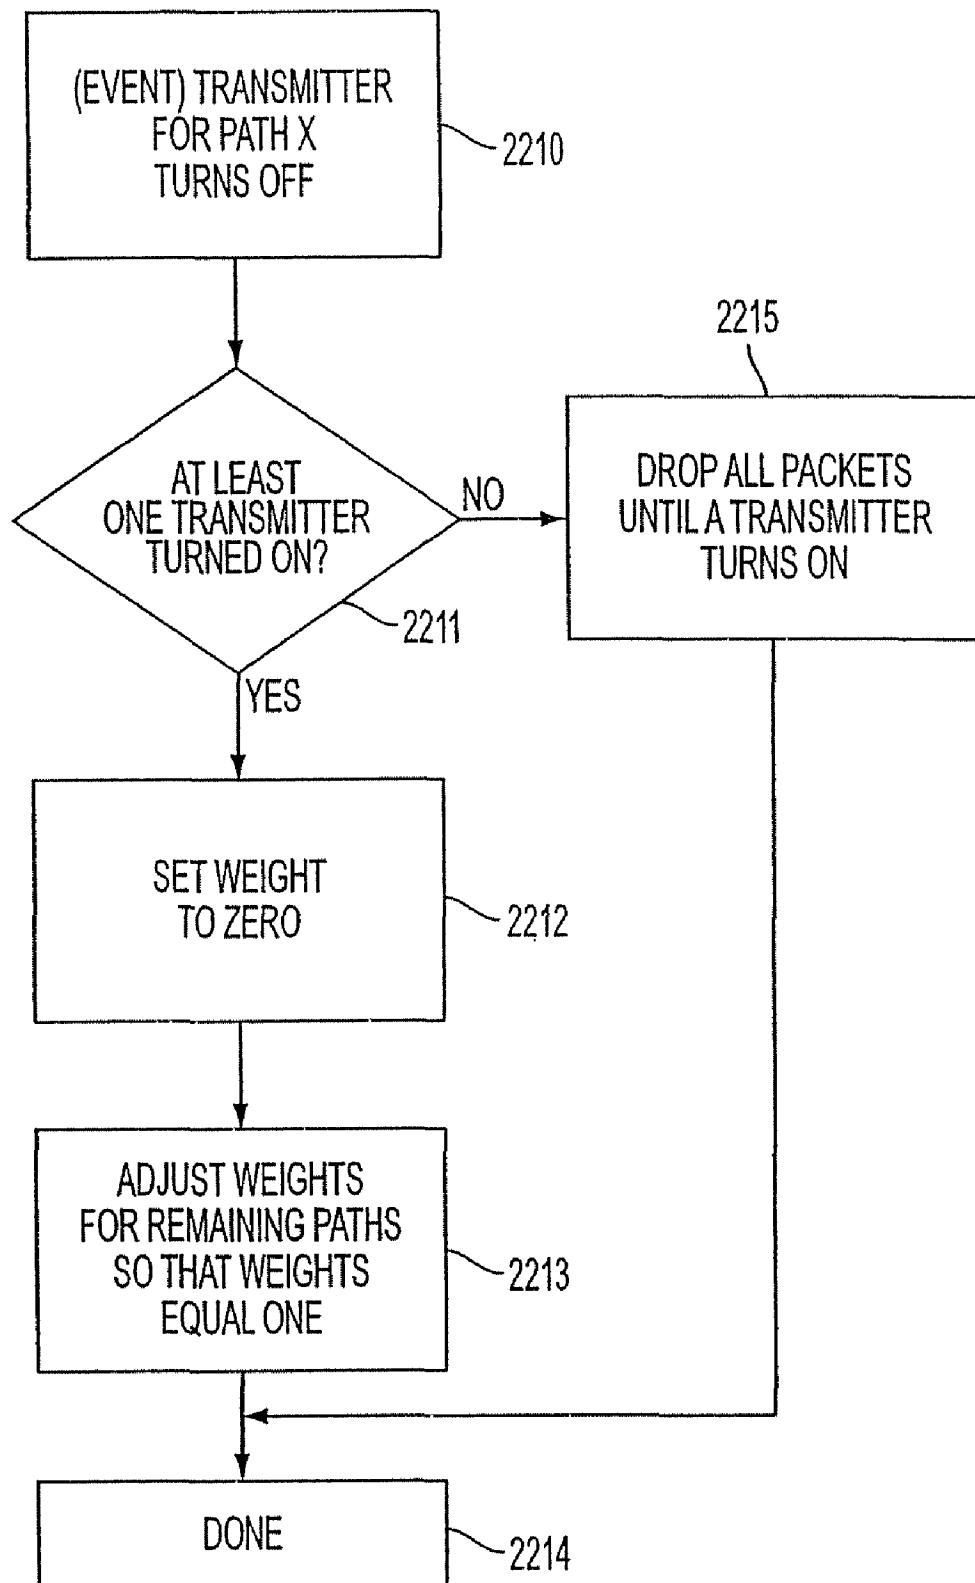 (EVENT) TRANSMITTER
FOR PATH X
TURNS OFF
2210
2215
AT LEAST
ONE TRANSMITTER
TURNED ON?
NO
DROP ALL PACKETS
UNTIL A TRANSMITTER
TURNS ON
2211
YES
SET WEIGHT
TO ZERO
2212
ADJUST WEIGHTS
FOR REMAINING PATHS
SO THAT WEIGHTS
EQUAL ONE
2213
DONE
2214